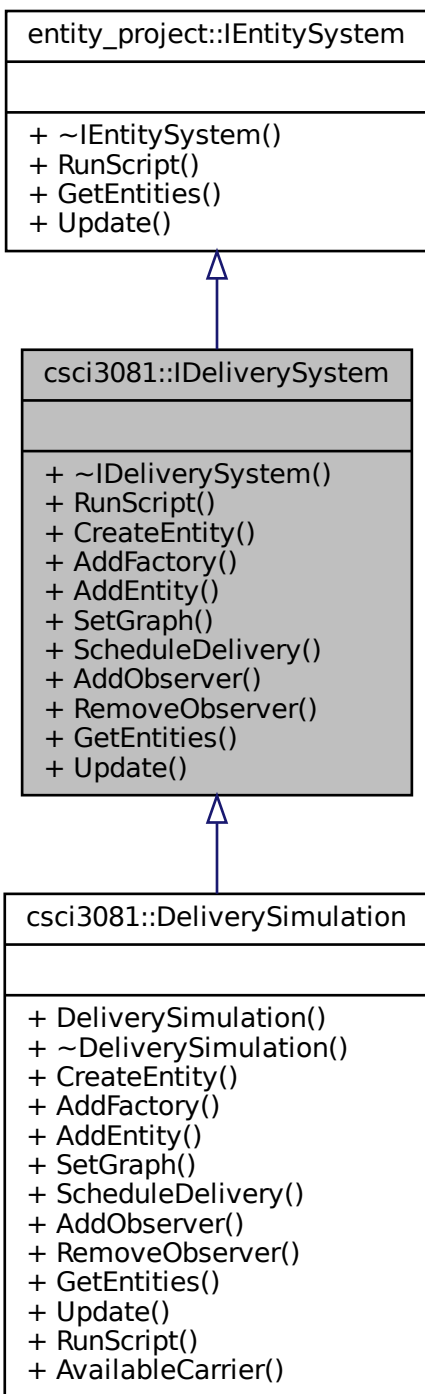 entity_project::IEntitySystem
+ ~IEntitySystem()
+ RunScript()
+ GetEntities()
+ Update()
csci3081::IDeliverySystem
+ ~IDeliverySystem()
+ RunScript()
+ CreateEntity()
+ AddFactory()
+ AddEntity()
+ SetGraph()
+ ScheduleDelivery()
+ AddObserver()
+ RemoveObserver()
+ GetEntities()
+ Update()
csci3081::DeliverySimulation
+ DeliverySimulation()
+ ~DeliverySimulation()
+ CreateEntity()
+ AddFactory()
+ AddEntity()
+ SetGraph()
+ ScheduleDelivery()
+ AddObserver()
+ RemoveObserver()
+ GetEntities()
+ Update()
+ RunScript()
+ AvailableCarrier()